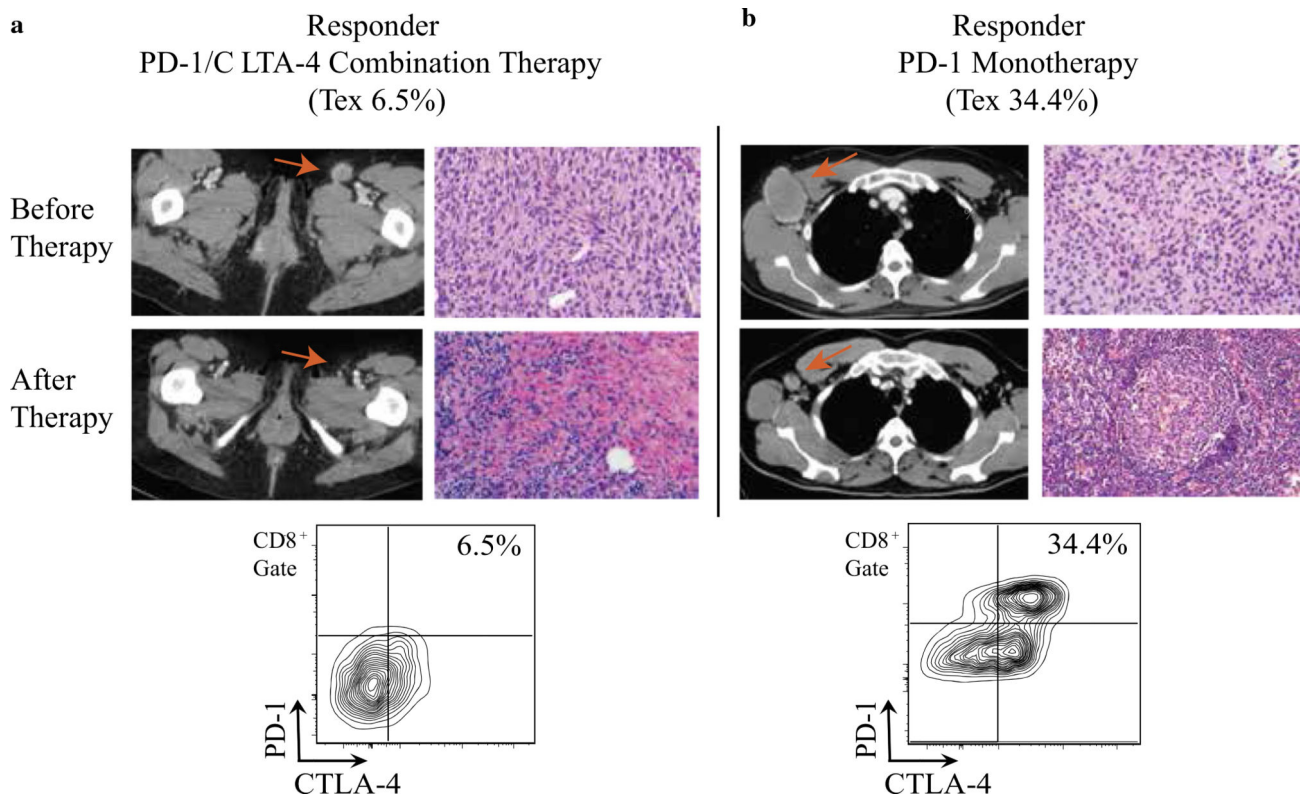 a
Responder
PD-1/C LTA-4 Combination Therapy
(Tex 6.5%)
b
Responder
PD-1 Monotherapy
(Tex 34.4%)
Before
Therapy
After
Therapy
CD8+
Gate
6.5%
PD-1
CTLA-4
CD8+
Gate
34.4%
PD-1
CTLA-4